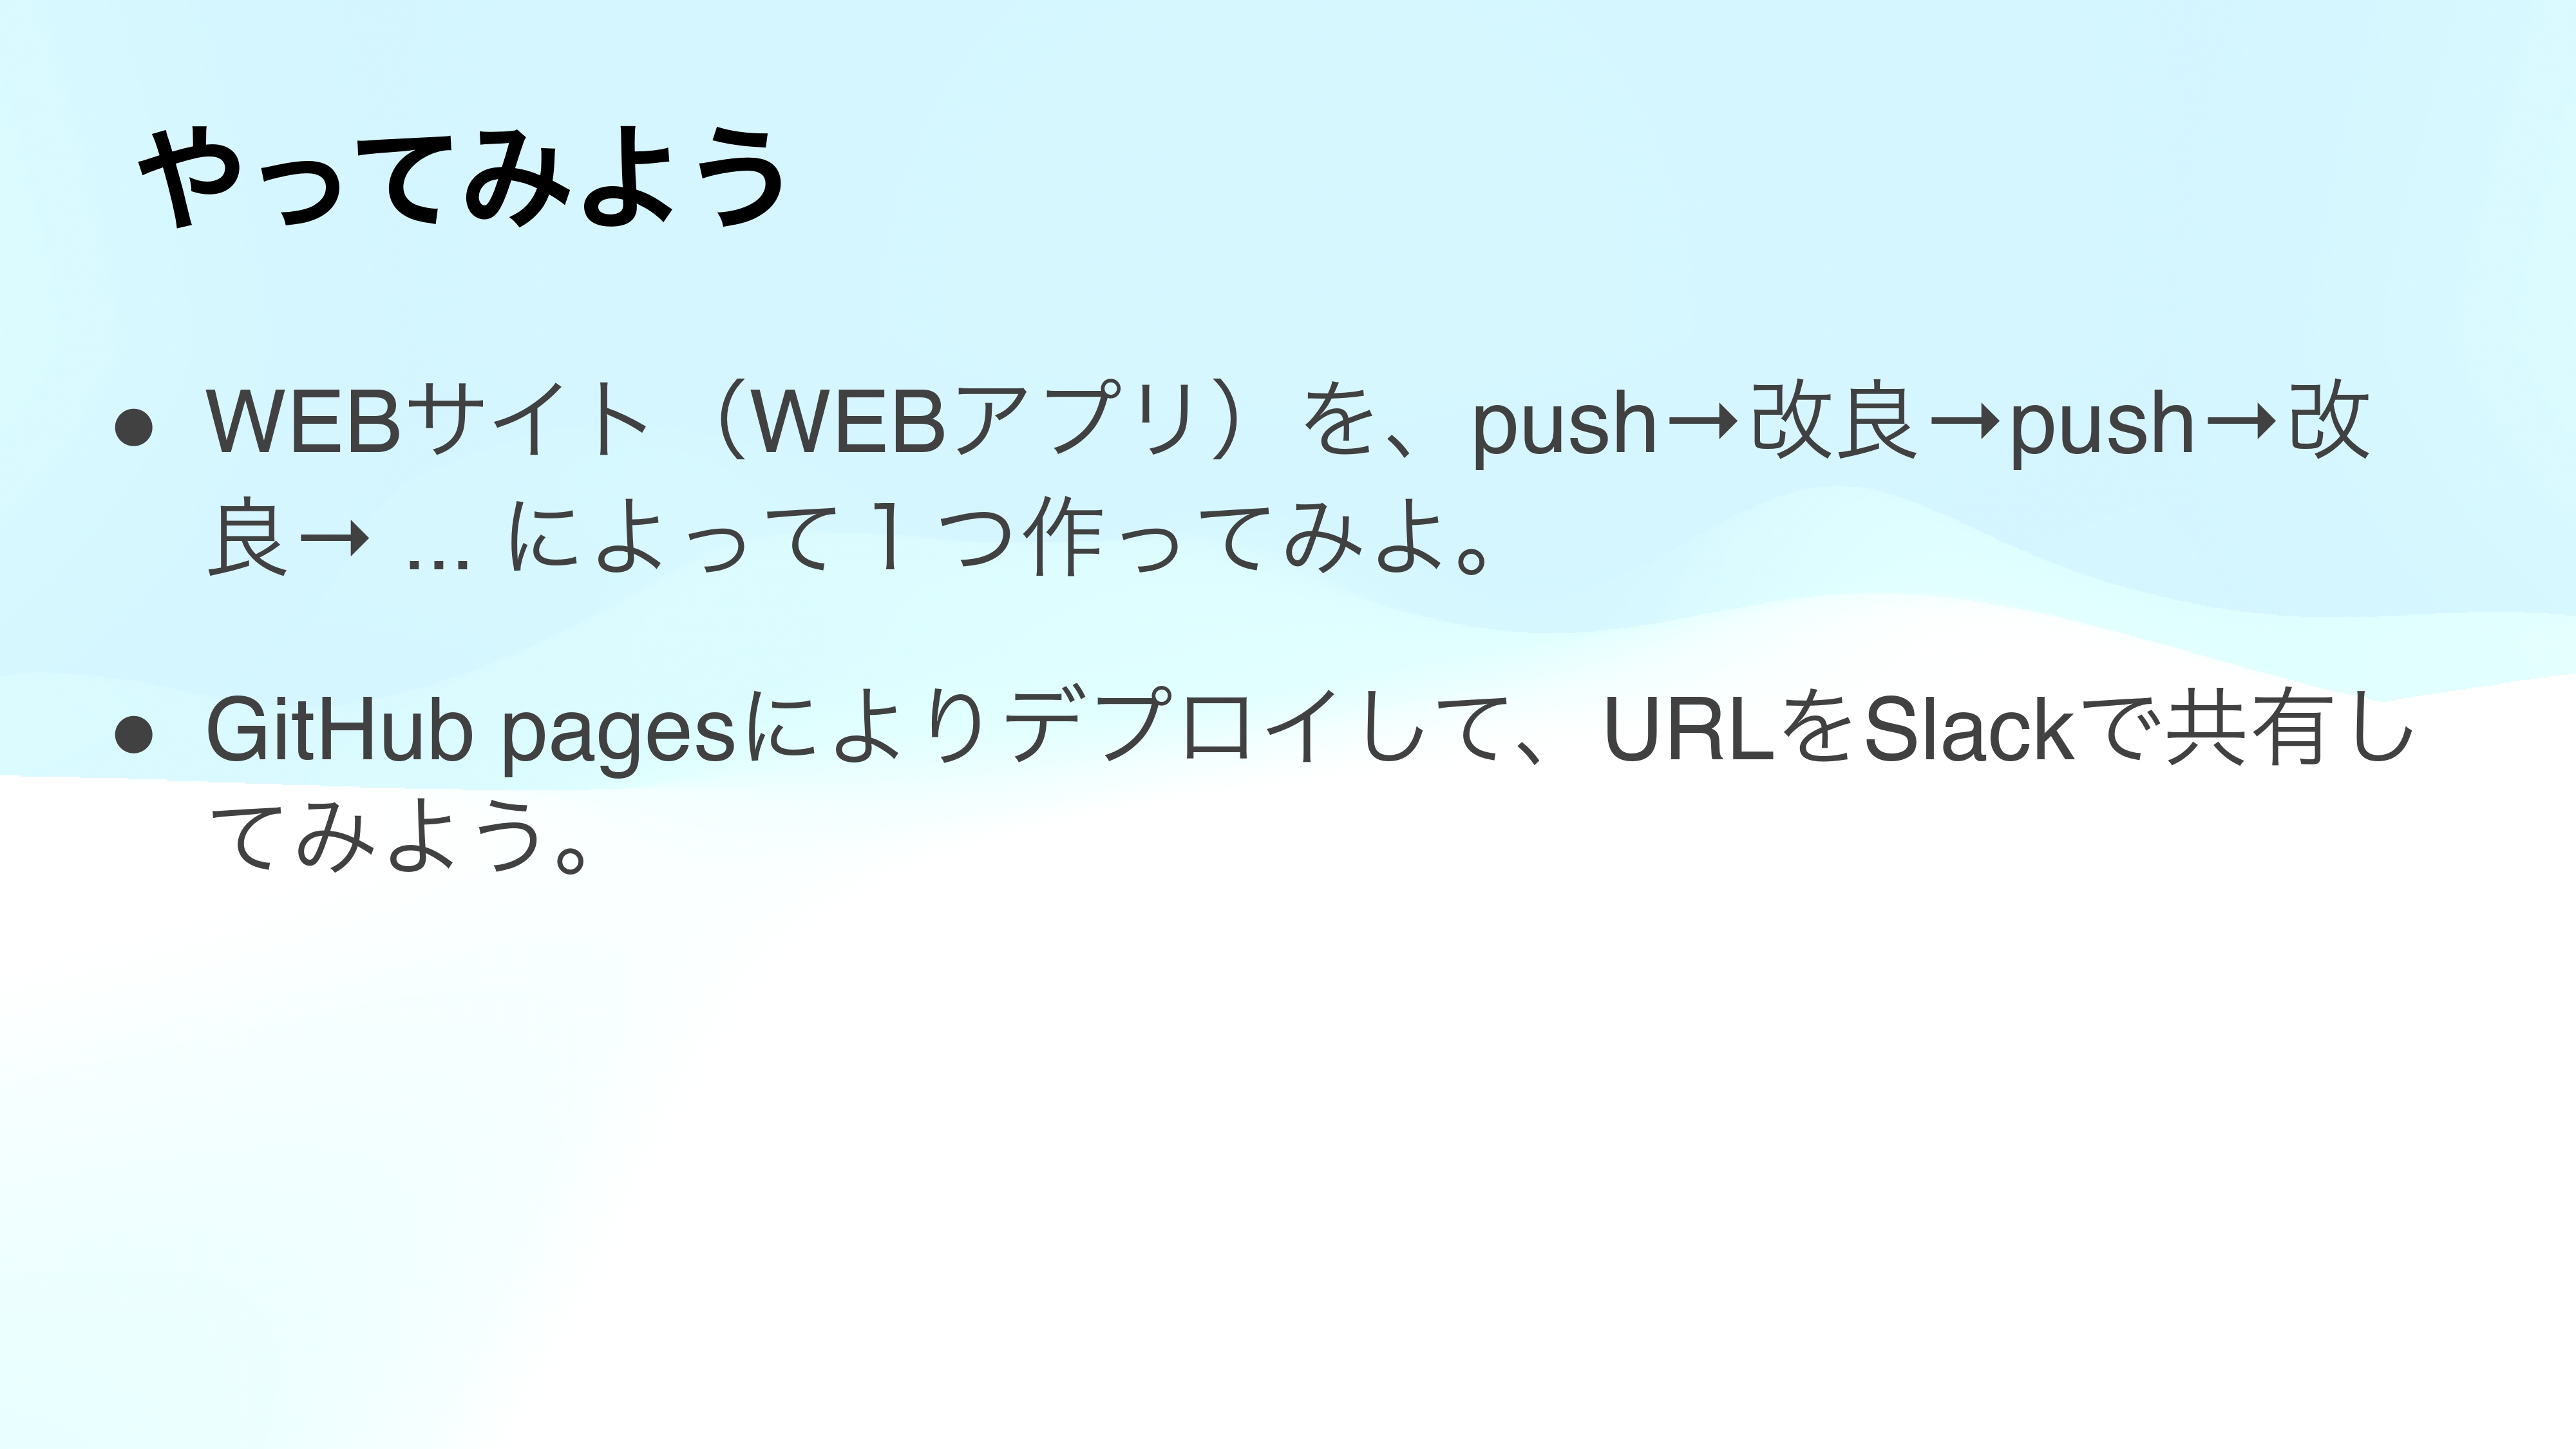 やってみよう
● WEBサイト（WEBアプリ）を、push→改良→push→改
良→ ... によって１つ作ってみよ。
● GitHub pagesによりデプロイして、URLをSlackで共有し
てみよう。